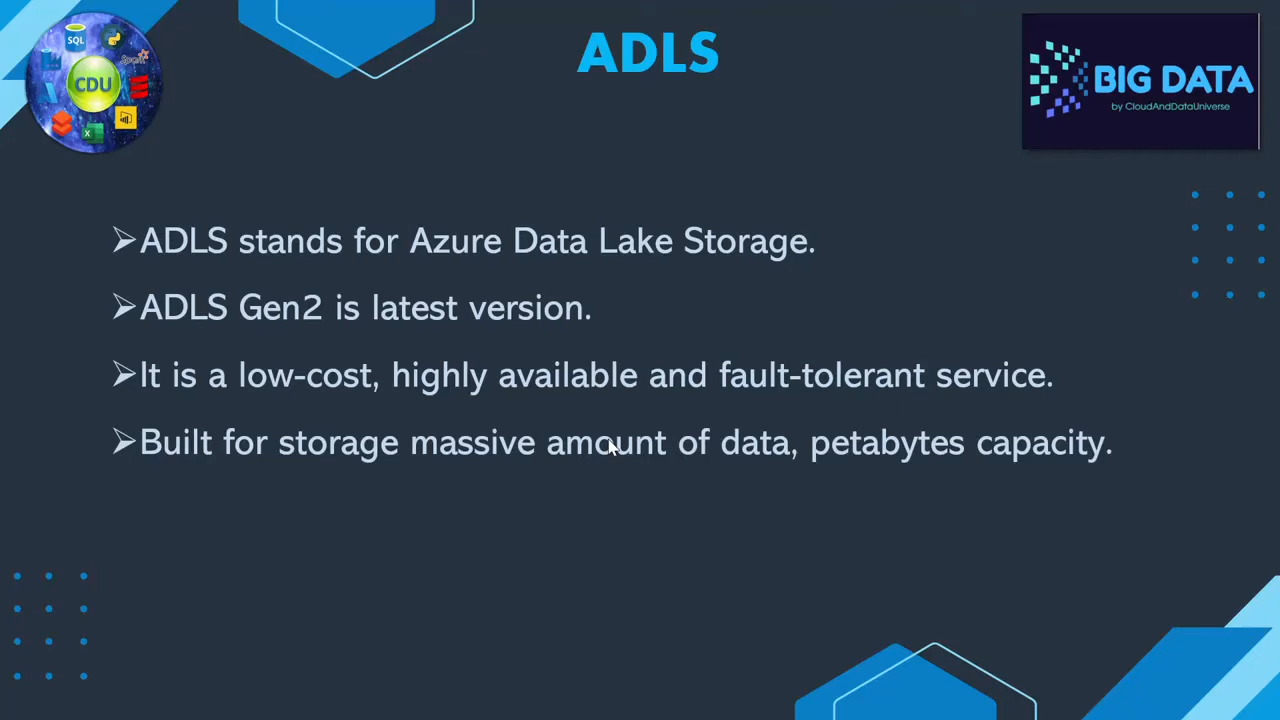 ADLS
SQL
Spark
CDU
BIG DATA
by CloudAndDataUniverse
➢ADLS stands for Azure Data Lake Storage.
➢ADLS Gen2 is latest version.
➢It is a low-cost, highly available and fault-tolerant service.
➢Built for storage massive amount of data, petabytes capacity.